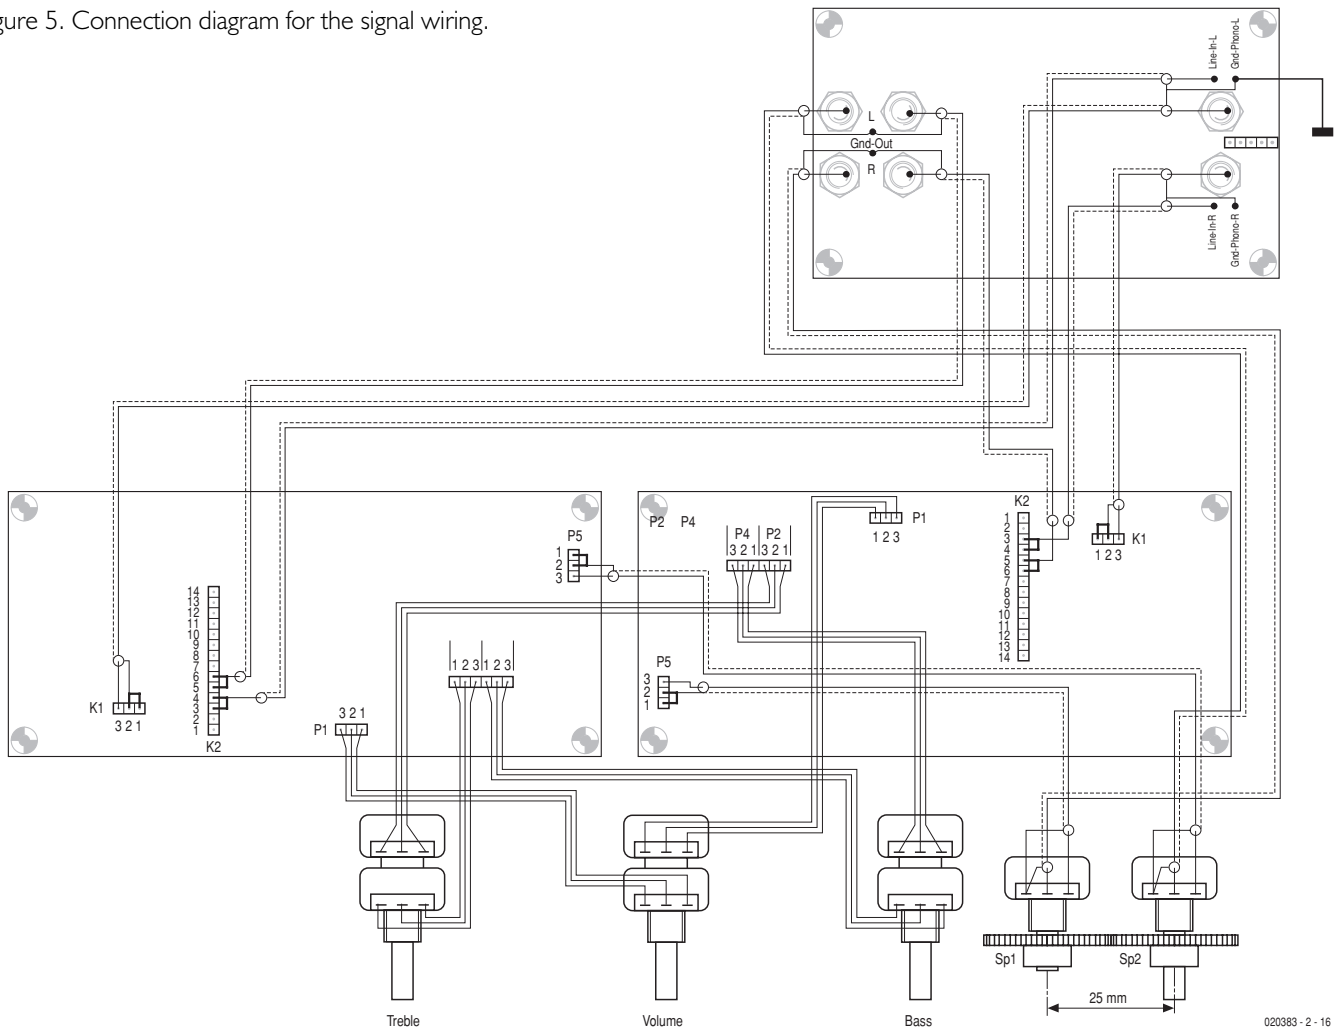 gure 5. Connection diagram for the signal wiring.
Line-In-L
Gnd-Phono-L
L
Gnd-Out
R
Line-In-R
Gnd-Phono-R
P5
1
2
3
14
13
12
11
10
9
8
7
6
5
4
3
2
1
K2
K1
3 2 1
1 2 3 1 2 3
3 2 1
P1
P2 P4
P4 P2
3 2 1 3 2 1
P1
1 2 3
K2
1
2
3
4
5
6
7
8
9
10
11
12
13
14
K1
1 2 3
P5
3
2
1
Sp1
Sp2
25 mm
Treble
Volume
Bass
020383 - 2 - 16